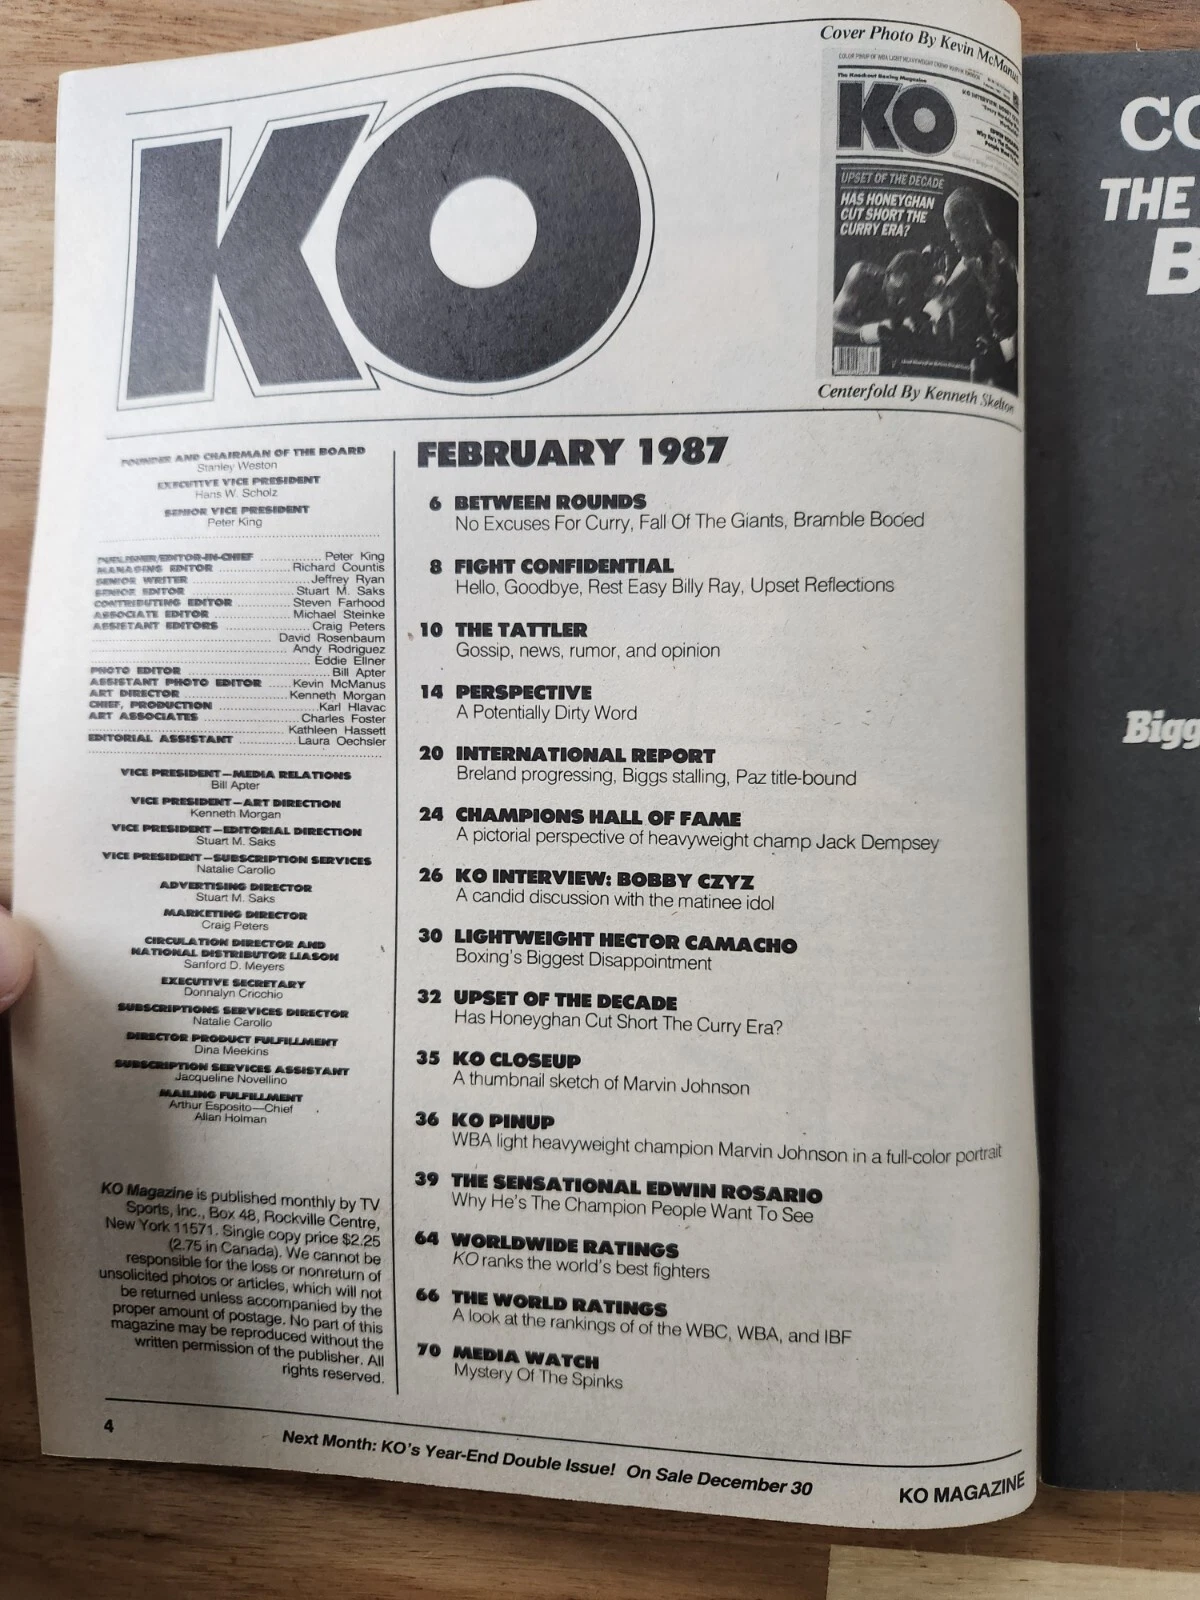 KO
Cover Photo By Kevin McManus
The Knockout Boxing Magazine
KO
UPSET OF THE DECADE
HAS HONEYGHAN
CUT SHORT THE
CURRY ERA?
Centerfold By Kenneth Skelton
FOUNDER AND CHAIRMAN OF THE BOARD
Stanley Weston
EXECUTIVE VICE PRESIDENT
Hans W. Scholz
SENIOR VICE PRESIDENT
Peter King
PUBLISHER/EDITOR-IN-CHIEF Peter King
MANAGING EDITOR Richard Countis
SENIOR WRITER Jeffrey Ryan
SENIOR EDITOR Stuart M. Saks
CONTRIBUTING EDITOR Steven Farhood
ASSOCIATE EDITOR Michael Steinke
ASSISTANT EDITORS Craig Peters
David Rosenbaum
Andy Rodriguez
Eddie Ellner
PHOTO EDITOR Bill Apter
ASSISTANT PHOTO EDITOR Kevin McManus
ART DIRECTOR Kenneth Morgan
CHIEF, PRODUCTION Karl Hlavac
ART ASSOCIATES Charles Foster
Kathleen Hassett
EDITORIAL ASSISTANT Laura Oechsler
VICE PRESIDENT—MEDIA RELATIONS
Bill Apter
VICE PRESIDENT—ART DIRECTION
Kenneth Morgan
VICE PRESIDENT—EDITORIAL DIRECTION
Stuart M. Saks
VICE PRESIDENT—SUBSCRIPTION SERVICES
Natalie Carollo
ADVERTISING DIRECTOR
Stuart M. Saks
MARKETING DIRECTOR
Craig Peters
CIRCULATION DIRECTOR AND
NATIONAL DISTRIBUTOR LIASON
Sanford D. Meyers
EXECUTIVE SECRETARY
Donnalyn Cricchio
SUBSCRIPTIONS SERVICES DIRECTOR
Natalie Carollo
DIRECTOR PRODUCT FULFILLMENT
Dina Meekins
SUBSCRIPTION SERVICES ASSISTANT
Jacqueline Novellino
MAILING FULFILLMENT
Arthur Esposito—Chief
Allan Holman
KO Magazine is published monthly by TV
Sports, Inc., Box 48, Rockville Centre,
New York 11571. Single copy price $2.25
(2.75 in Canada). We cannot be
responsible for the loss or nonreturn of
unsolicited photos or articles, which will not
be returned unless accompanied by the
proper amount of postage. No part of this
magazine may be reproduced without the
written permission of the publisher. All
rights reserved.
FEBRUARY 1987
6 BETWEEN ROUNDS
No Excuses For Curry, Fall Of The Giants, Bramble Booed
8 FIGHT CONFIDENTIAL
Hello, Goodbye, Rest Easy Billy Ray, Upset Reflections
10 THE TATTLER
Gossip, news, rumor, and opinion
14 PERSPECTIVE
A Potentially Dirty Word
20 INTERNATIONAL REPORT
Breland progressing, Biggs stalling, Paz title-bound
24 CHAMPIONS HALL OF FAME
A pictorial perspective of heavyweight champ Jack Dempsey
26 KO INTERVIEW: BOBBY CZYZ
A candid discussion with the matinee idol
30 LIGHTWEIGHT HECTOR CAMACHO
Boxing's Biggest Disappointment
32 UPSET OF THE DECADE
Has Honeyghan Cut Short The Curry Era?
35 KO CLOSEUP
A thumbnail sketch of Marvin Johnson
36 KO PINUP
WBA light heavyweight champion Marvin Johnson in a full-color portrait
39 THE SENSATIONAL EDWIN ROSARIO
Why He's The Champion People Want To See
64 WORLDWIDE RATINGS
KO ranks the world's best fighters
66 THE WORLD RATINGS
A look at the rankings of of the WBC, WBA, and IBF
70 MEDIA WATCH
Mystery Of The Spinks
4
Next Month: KO's Year-End Double Issue! On Sale December 30
KO MAGAZINE
CO
THE
B
Bigg